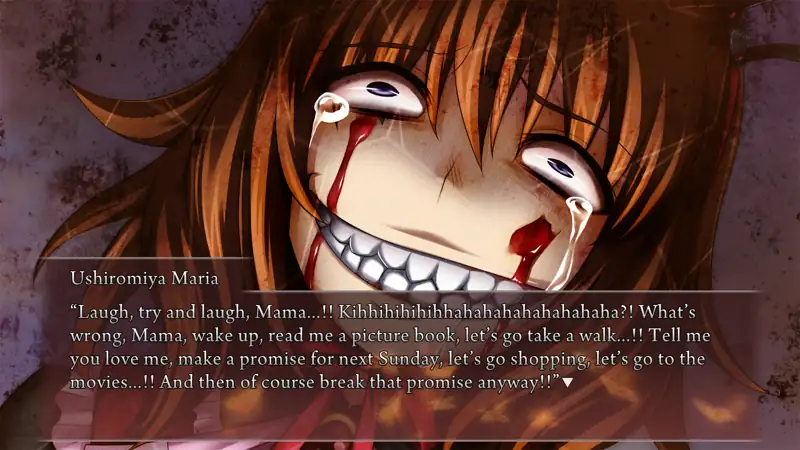 Ushiromiya Maria
“Laugh, try and laugh, Mama...!! Kihhihihihihhahahahahahahahaha?! What’s
wrong, Mama, wake up, read me a picture book, let’s go take a walk...!! Tell me
you love me, make a promise for next Sunday, let’s go shopping, let’s go to the
movies...!! And then of course break that promise anyway!!”▼